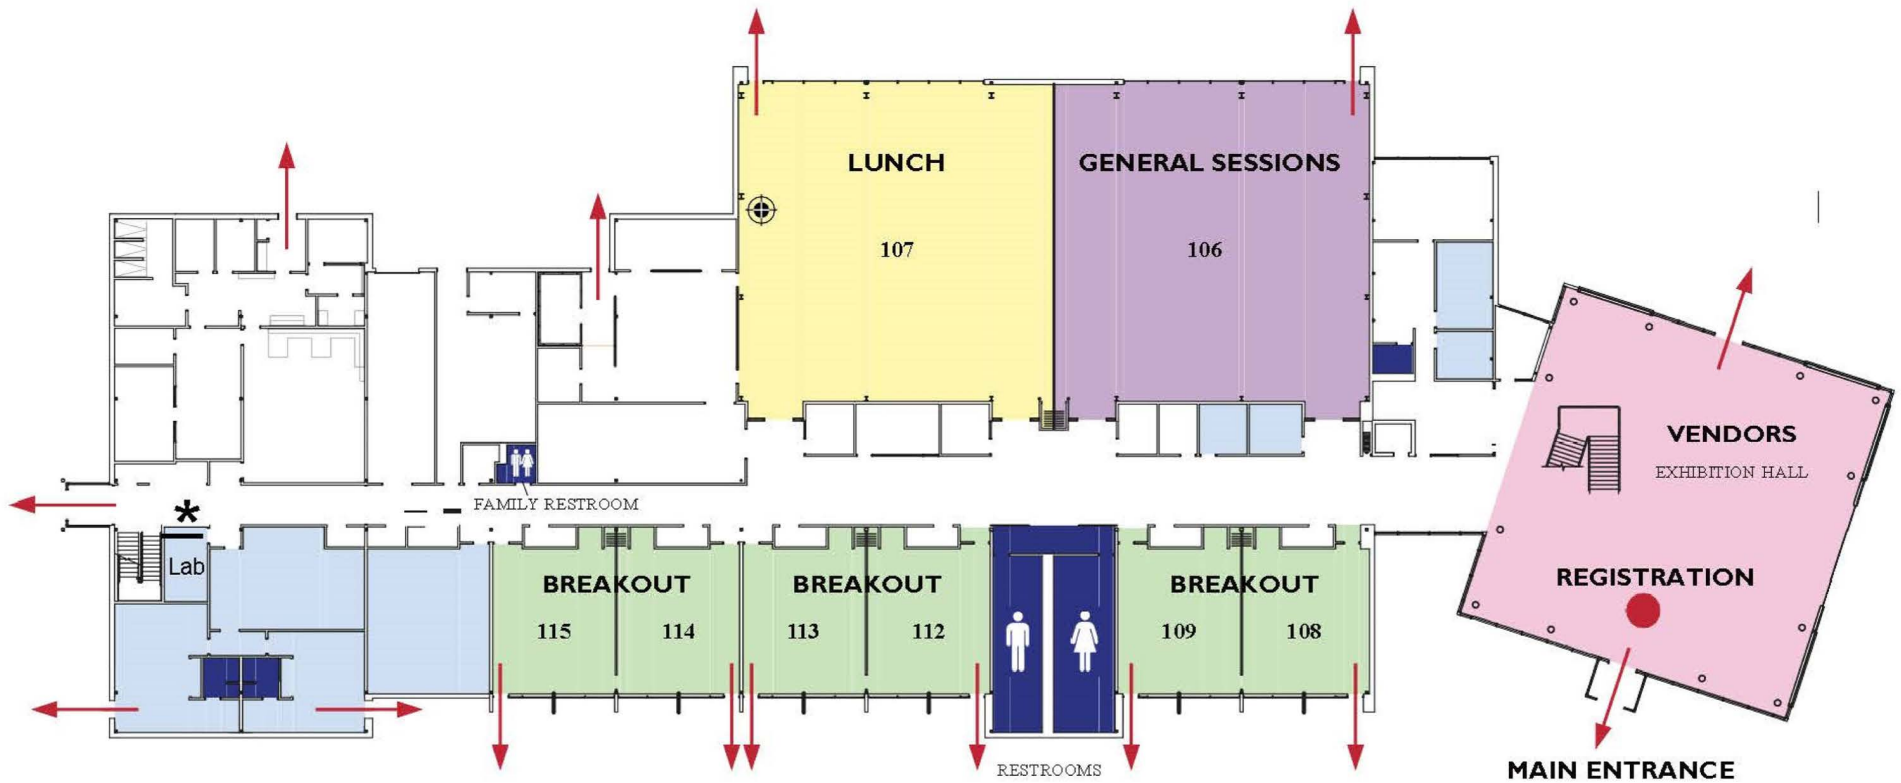 LUNCH
GENERAL SESSIONS
107
106
VENDORS
EXHIBITION HALL
FAMILY RESTROOM
*
Lab
BREAKOUT
BREAKOUT
BREAKOUT
REGISTRATION
115
114
113
112
109
108
RESTROOMS
MAIN ENTRANCE